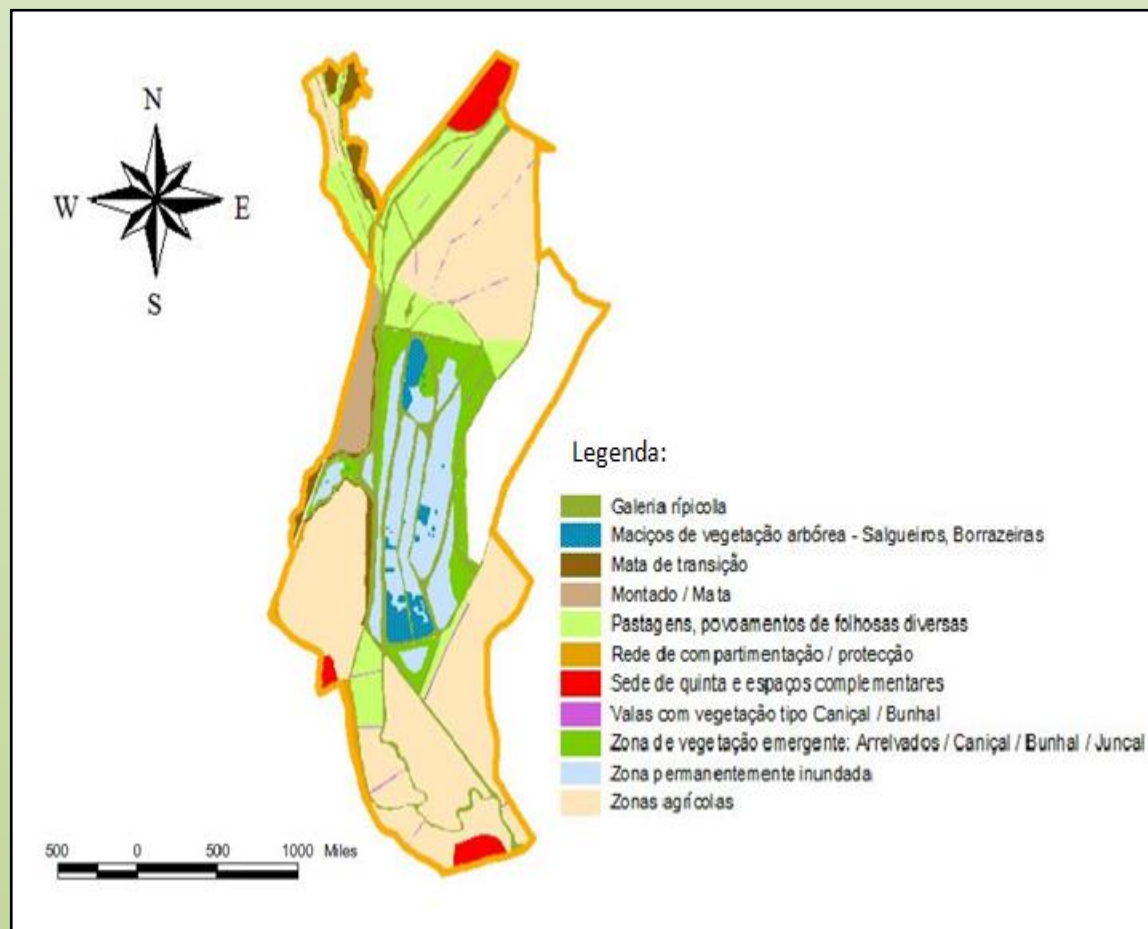 N
W E
S
Legenda:
Galeria rípicolla
Maciços de vegetação arbórea - Salgueiros, Borrazeiras
Mata de transição
Montado / Mata
Pastagens, povoamentos de folhosas diversas
Rede de compartimentação / protecção
Sede de quinta e espaços complementares
Valas com vegetação tipo Caniçal / Bunhal
Zona de vegetação emergente: Arrelvados / Caniçal / Bunhal / Juncal
Zona permanentemente inundada
Zonas agrícolas
500 0 500 1000 Miles